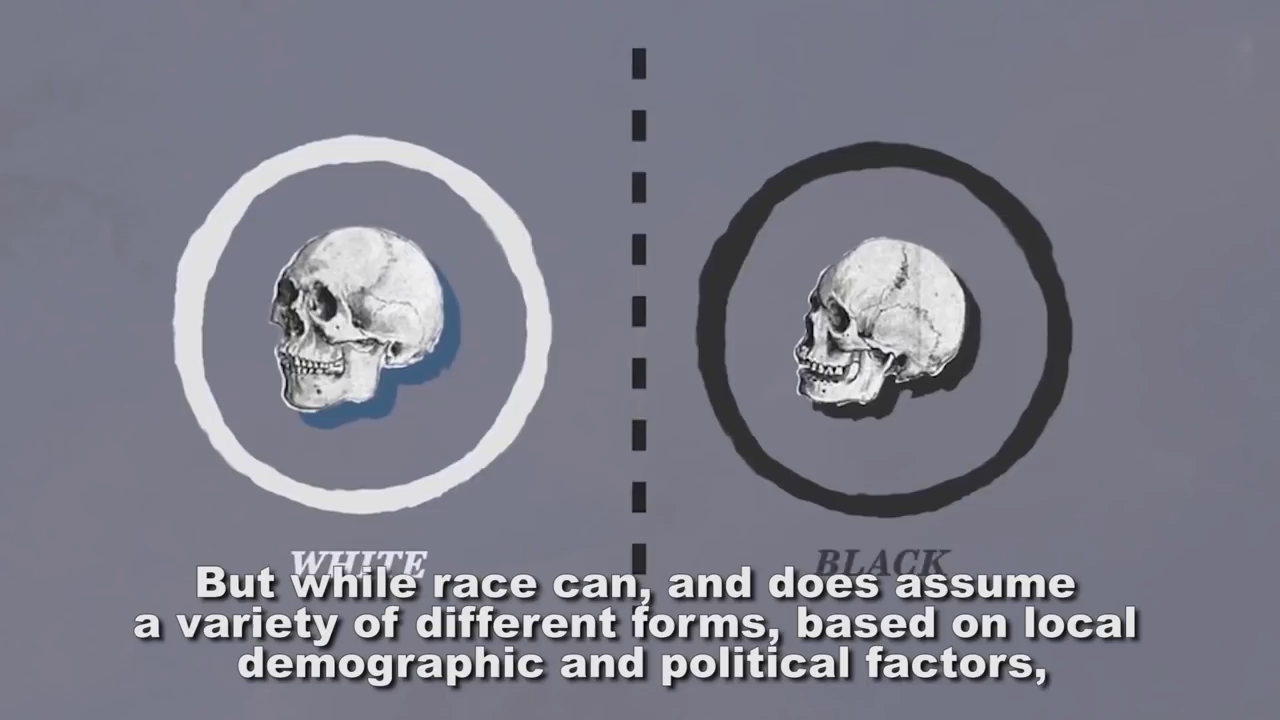 WHITE
BLACK
But while race can, and does assume
a variety of different forms, based on local
demographic and political factors,